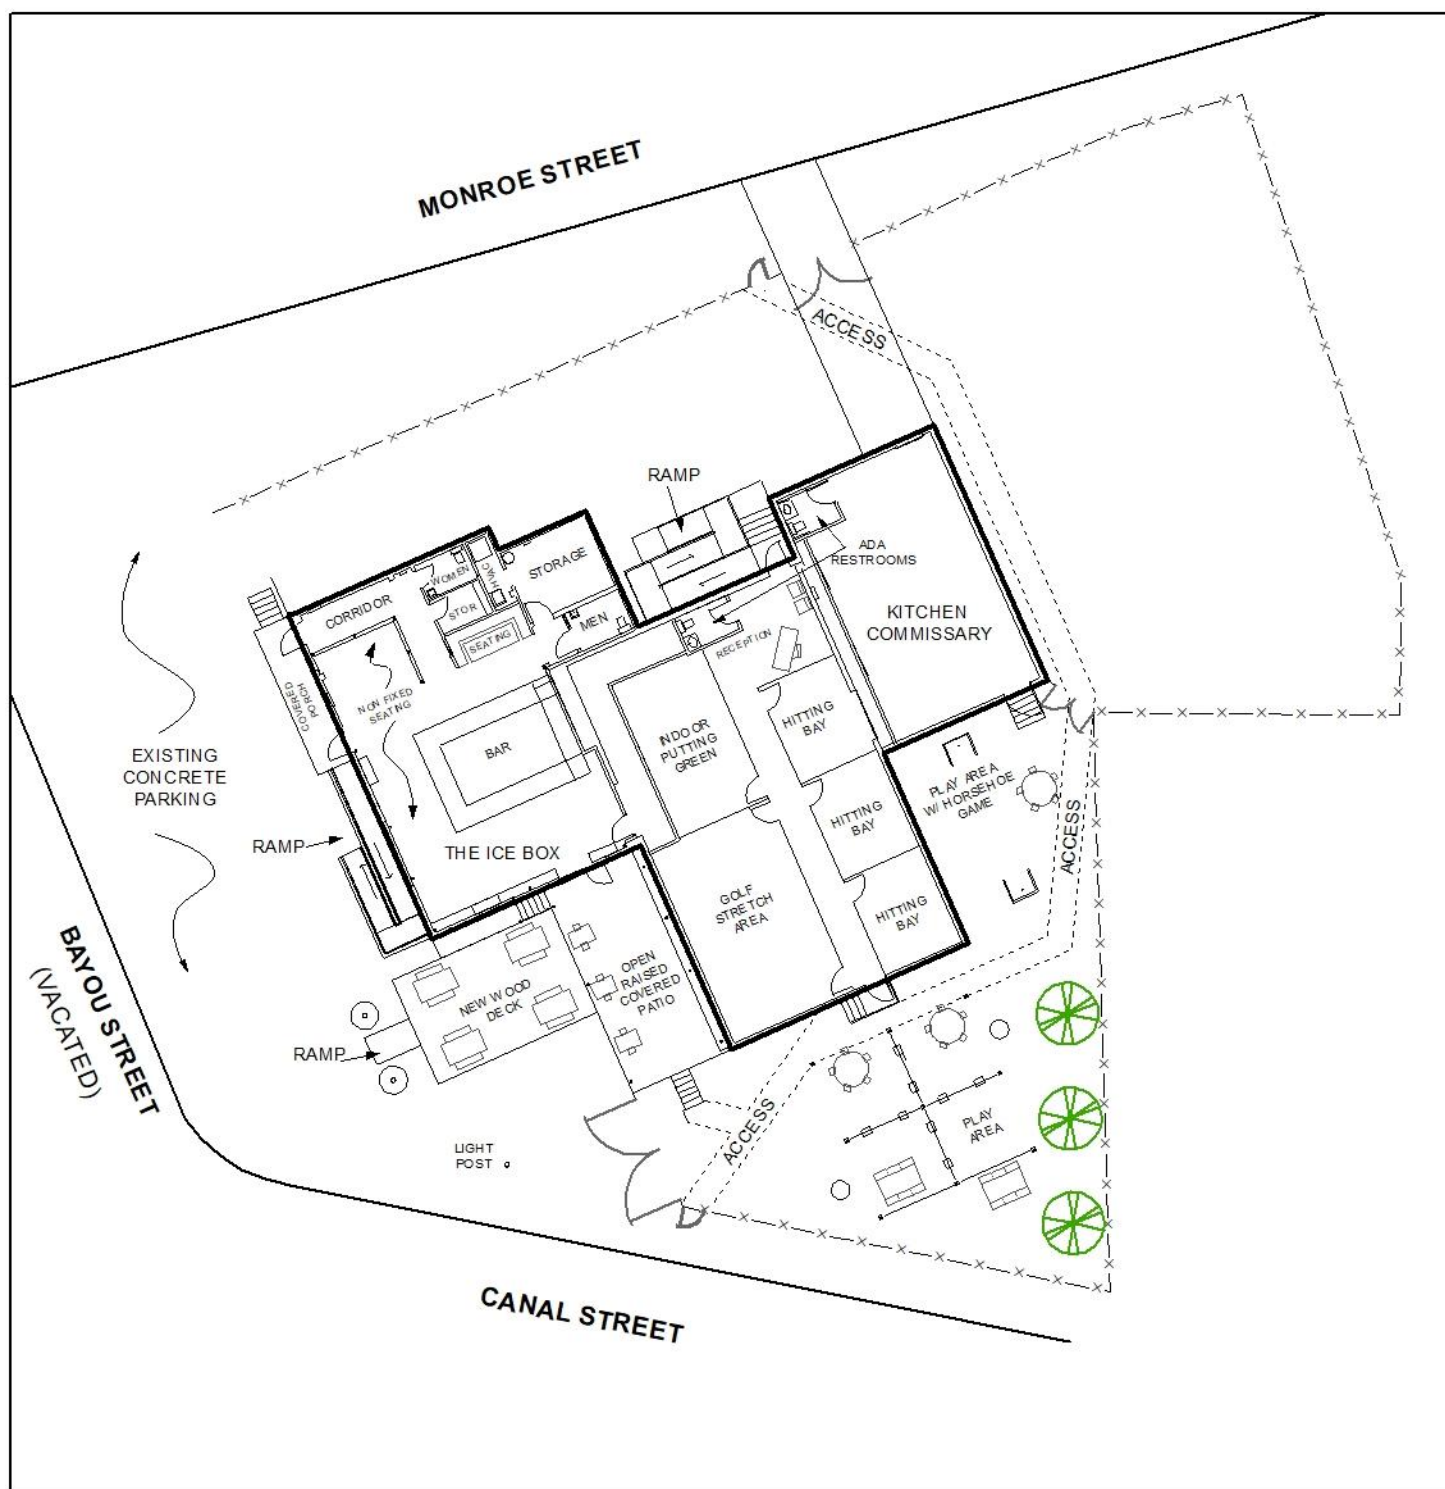 MONROE STREET
ACCESS
RAMP
ADA
RESTROOMS
KITCHEN
COMMISSARY
STORAGE
HVAC
WOMEN
STOR
CORRIDOR
SEATING
MEN
RECEPTION
COVERED
PORCH
NON FIXED
SEATING
HITTING
BAY
INDOOR
PUTTING
GREEN
BAR
EXISTING
CONCRETE
PARKING
PLAY AREA
W/ HORSEHOE
GAME
HITTING
BAY
ACCESS
RAMP
THE ICE BOX
GOLF
STRETCH
AREA
HITTING
BAY
OPEN
RAISED
COVERED
PATIO
NEW WOOD
DECK
RAMP
BAYOU STREET
(VACATED)
ACCESS
PLAY
AREA
LIGHT
POST
CANAL STREET